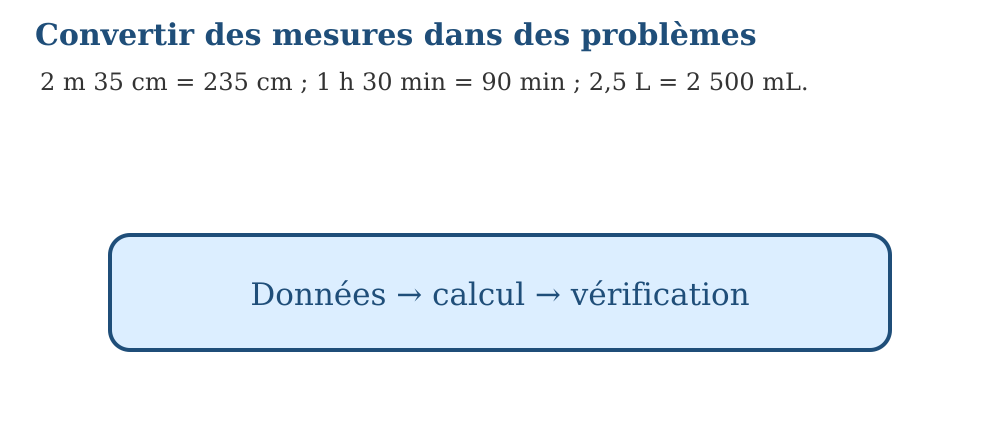 Convertir des mesures dans des problèmes
2 m 35 cm = 235 cm ; 1 h 30 min = 90 min ; 2,5 L = 2 500 mL.
Données → calcul → vérification